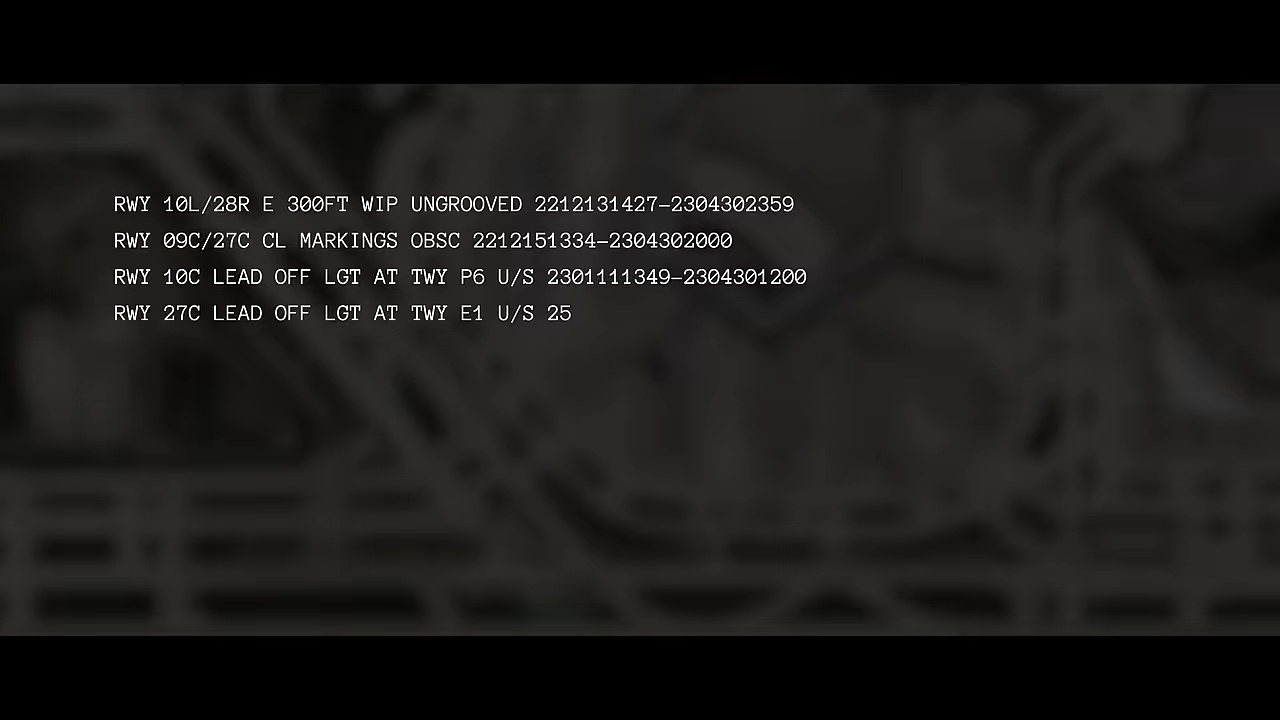 RWY 10L/28R E 300FT WIP UNGROOVED 2212131427-2304302359
RWY 09C/27C CL MARKINGS OBSC 2212151334-2304302000
RWY 10C LEAD OFF LGT AT TWY P6 U/S 2301111349-2304301200
RWY 27C LEAD OFF LGT AT TWY E1 U/S 25